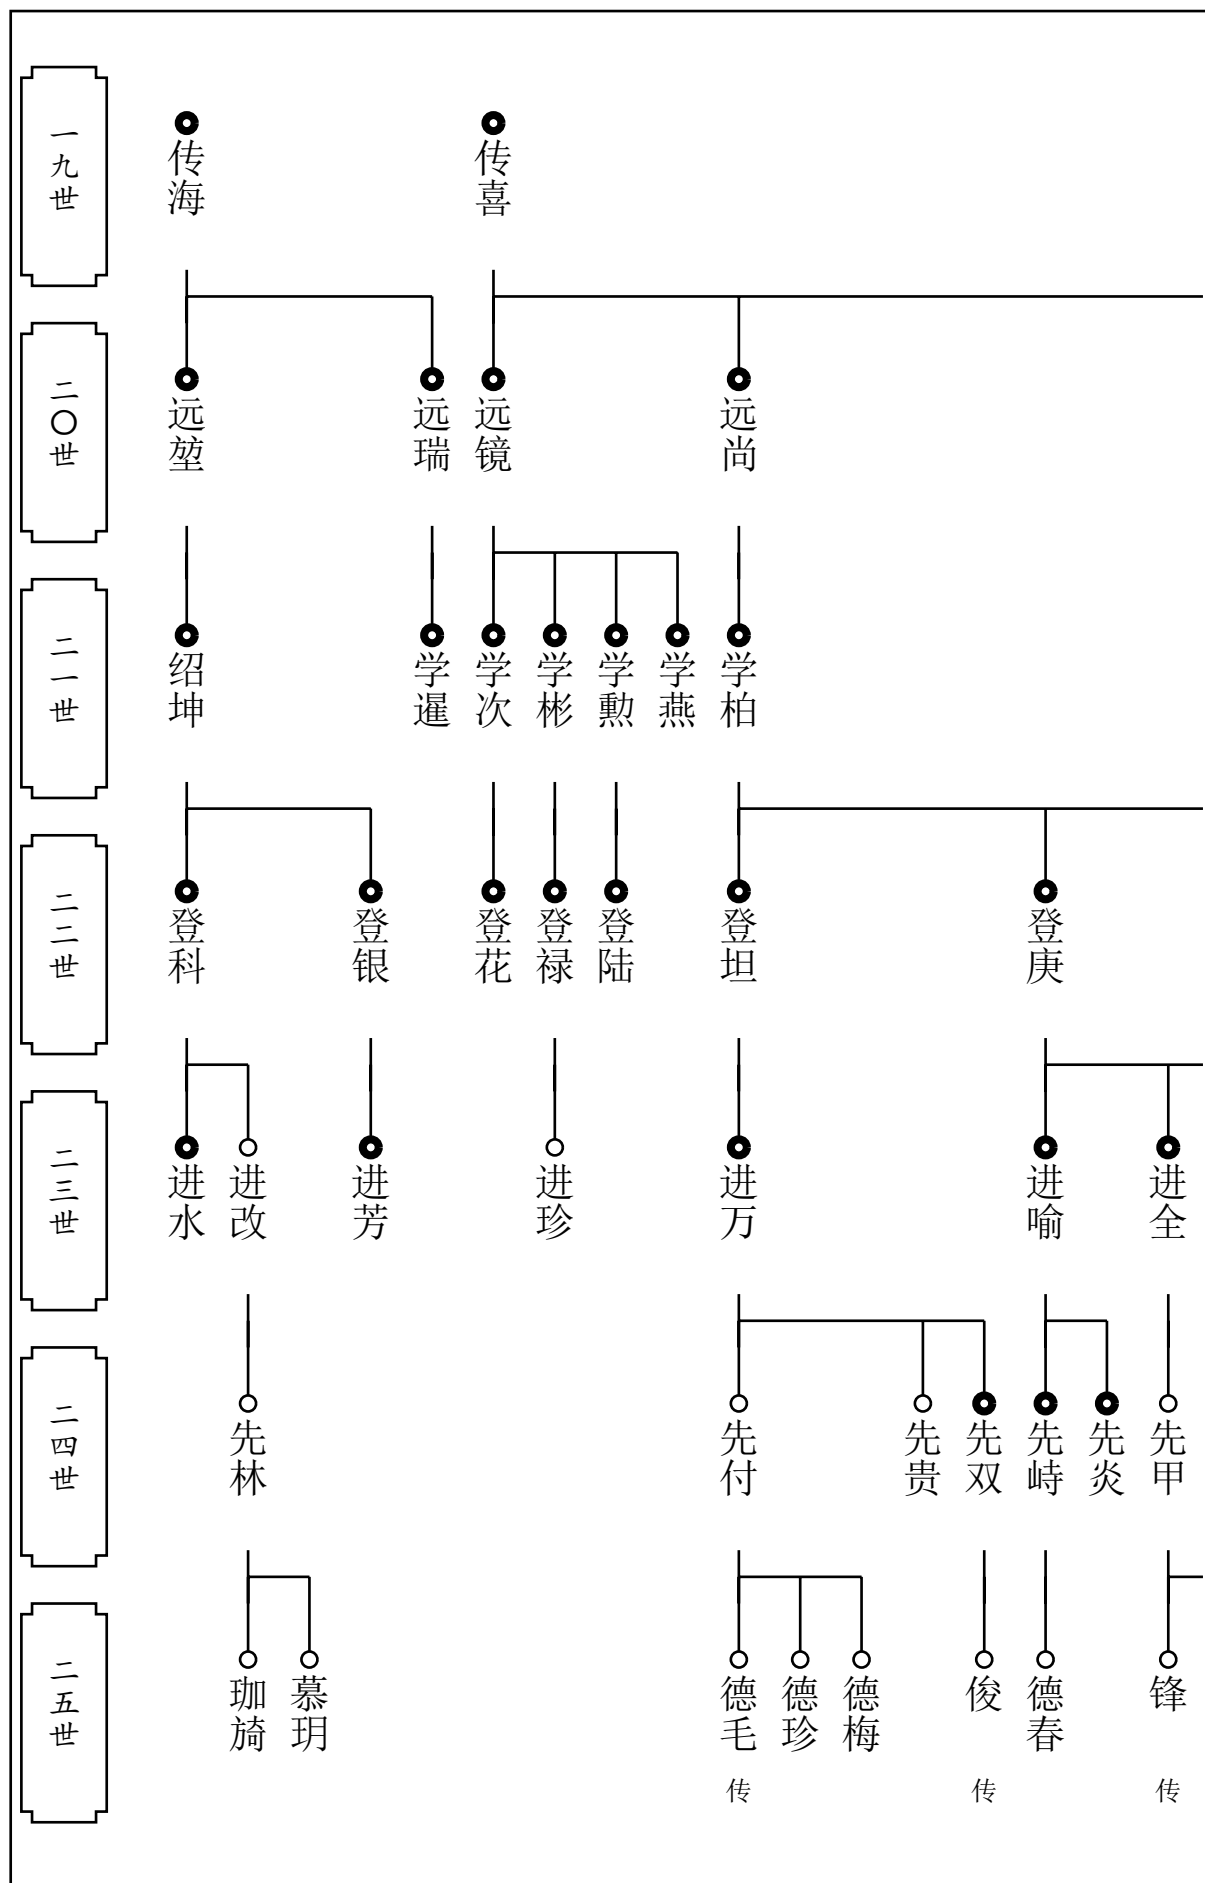 一九世
传海
传喜
二〇世
远堃
远瑞
远镜
远尚
二一世
绍坤
学暹
学次
学彬
学勲
学燕
学柏
二二世
登科
登银
登花
登禄
登陆
登坦
登庚
二三世
进水
进改
进芳
进珍
进万
进喻
进全
二四世
先林
先付
先贵
先双
先峙
先炎
先甲
二五世
珈旖
慕玥
德毛
德珍
德梅
俊
德春
锋
传
传
传